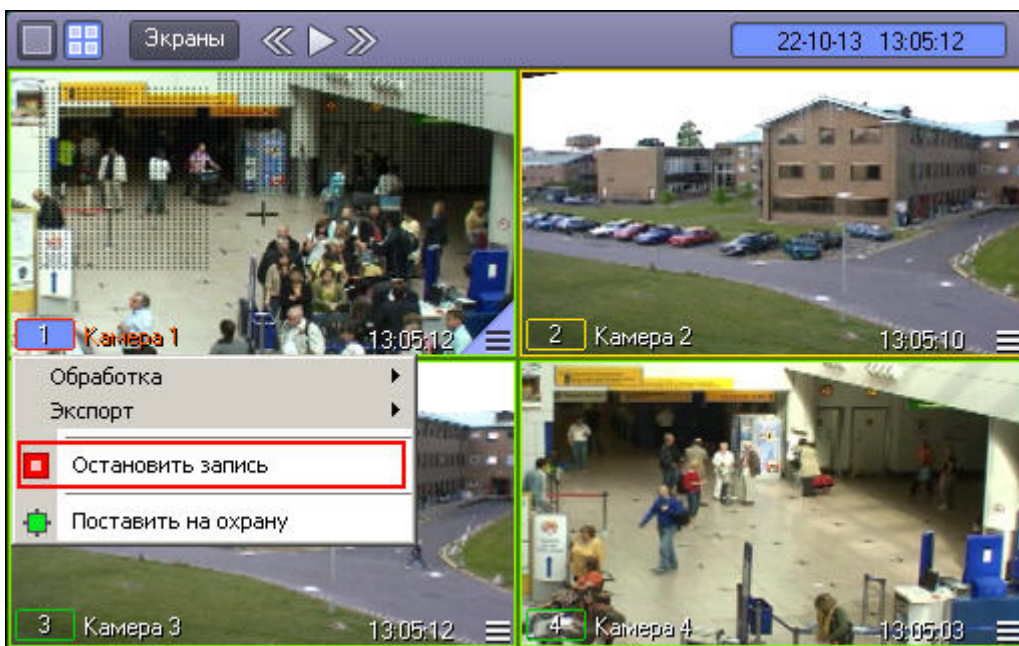 Экраны
22-10-13 13:05:12
1 Камера 1 13:05:12
2 Камера 2 13:05:10
Обработка
Экспорт
Остановить запись
Поставить на охрану
3 Камера 3 13:05:12
4 Камера 4 13:05:03